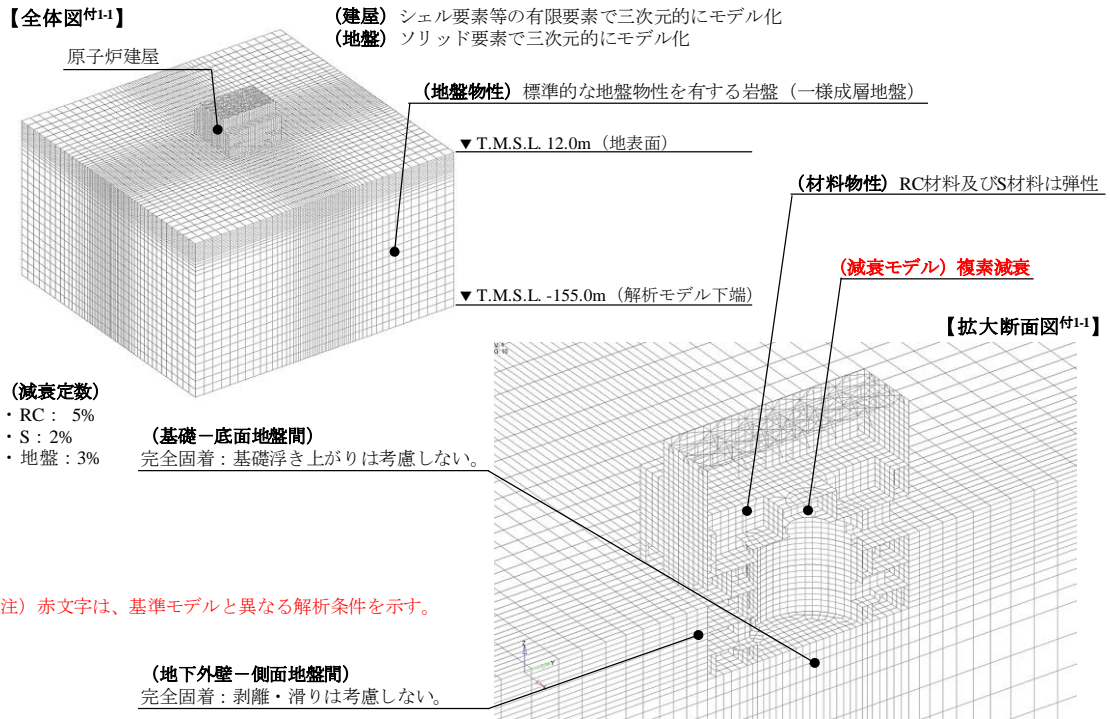 【全体図付1-1】
(建屋) シェル要素等の有限要素で三次元的にモデル化
(地盤) ソリッド要素で三次元的にモデル化
原子炉建屋
(地盤物性) 標準的な地盤物性を有する岩盤（一様成層地盤）
▼T.M.S.L. 12.0m（地表面）
(材料物性) RC材料及びS材料は弾性
(減衰モデル) 複素減衰
▼T.M.S.L. -155.0m（解析モデル下端）
【拡大断面図付1-1】
(減衰定数)
・RC： 5%
・S：2%
・地盤：3%
(基礎－底面地盤間)
完全固着：基礎浮き上がりは考慮しない。
注）赤文字は、基準モデルと異なる解析条件を示す。
(地下外壁－側面地盤間)
完全固着：剥離・滑りは考慮しない。
Z
Y